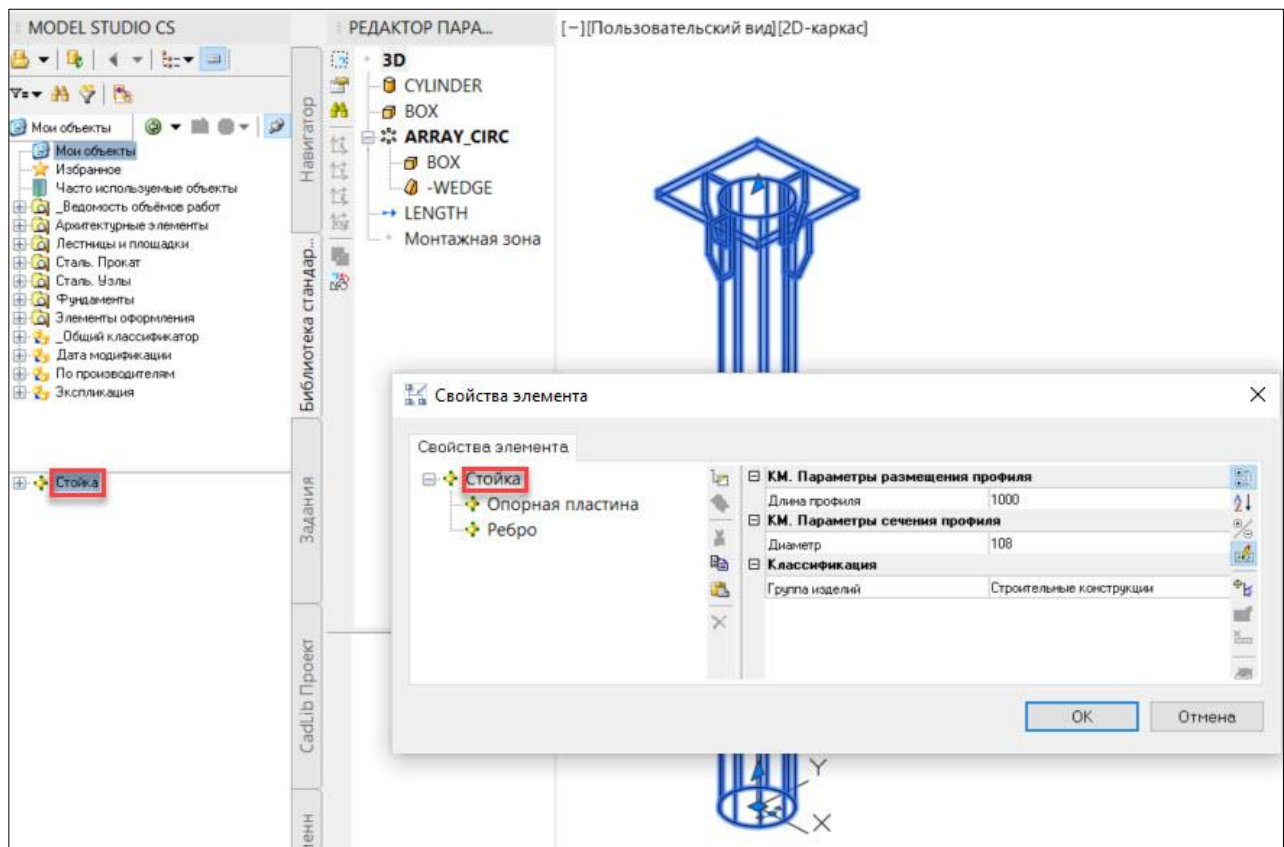 MODEL STUDIO CS
Мои объекты
Мои объекты
Избранное
Часто используемые объекты
_Ведомость объёмов работ
Архитектурные элементы
Лестницы и площадки
Сталь. Прокат
Сталь. Узлы
Фундаменты
Элементы оформления
_Общий классификатор
Дата модификации
По производителям
Экспликация
Стойка
Навигатор
Библиотека стандар...
Задания
CadLib Проект
РЕДАКТОР ПАРА...
3D
CYLINDER
BOX
ARRAY_CIRC
BOX
-WEDGE
LENGTH
Монтажная зона
[−][Пользовательский вид][2D-каркас]
Свойства элемента
Свойства элемента
Стойка
Опорная пластина
Ребро
КМ. Параметры размещения профиля
Длина профиля 1000
КМ. Параметры сечения профиля
Диаметр 108
Классификация
Группа изделий Строительные конструкции
OK Отмена
Y
X